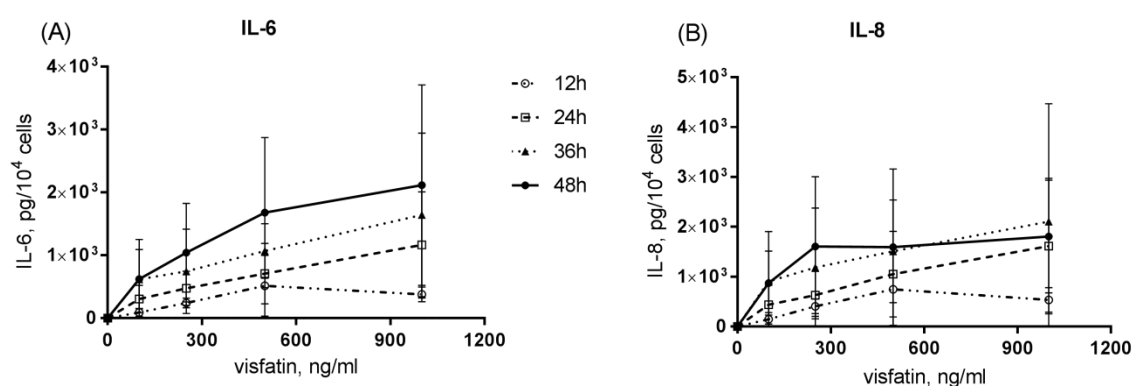 (A)
IL-6
IL-6, pg/10⁴ cells
4×10³
3×10³
2×10³
1×10³
0
0 300 600 900 1200
visfatin, ng/ml
12h
24h
36h
48h
(B)
IL-8
IL-8, pg/10⁴ cells
5×10³
4×10³
3×10³
2×10³
1×10³
0
0 300 600 900 1200
visfatin, ng/ml